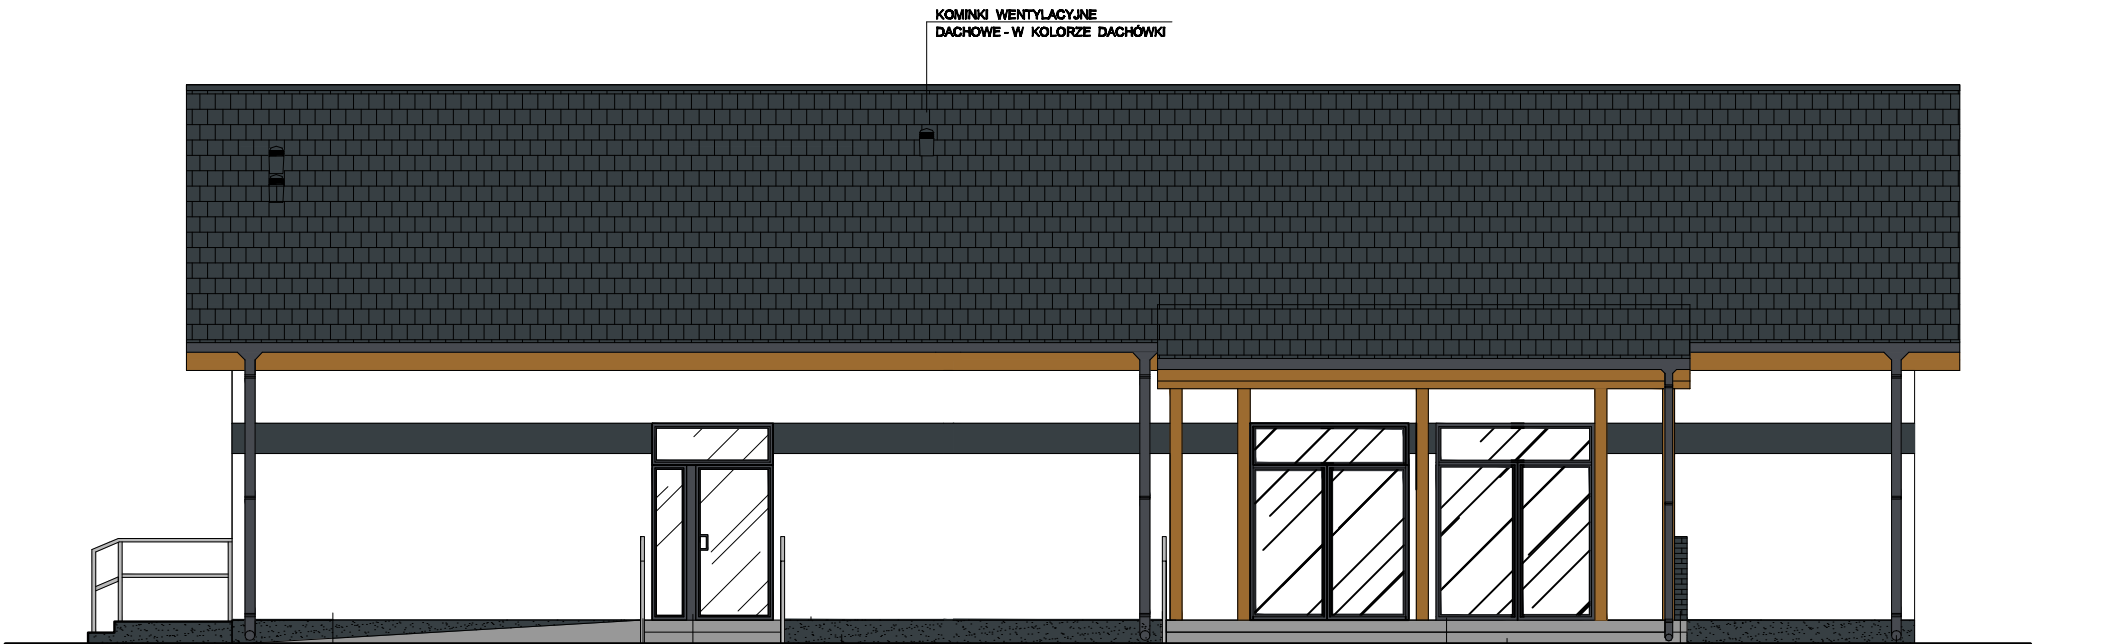 KOMINKI WENTYLACYJNE
DACHOWE - W KOLORZE DACHÓWKI